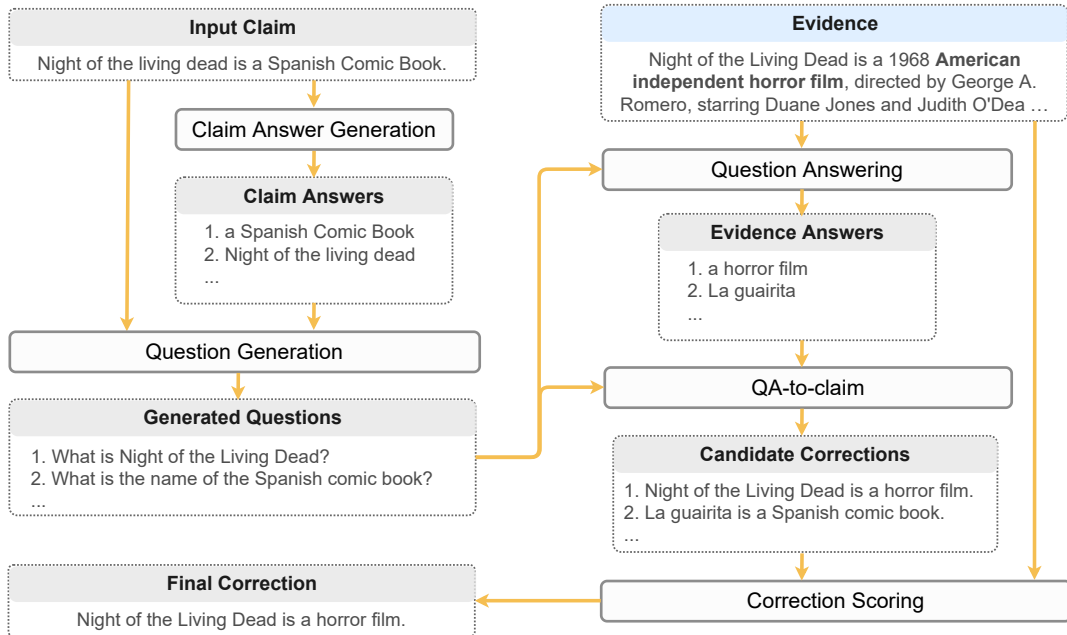 Input Claim
Night of the living dead is a Spanish Comic Book.
Claim Answer Generation
Claim Answers
1. a Spanish Comic Book
2. Night of the living dead
...
Question Generation
Generated Questions
1. What is Night of the Living Dead?
2. What is the name of the Spanish comic book?
...
Evidence
Night of the Living Dead is a 1968 American
independent horror film, directed by George A.
Romero, starring Duane Jones and Judith O'Dea ...
Question Answering
Evidence Answers
1. a horror film
2. La guairita
...
QA-to-claim
Candidate Corrections
1. Night of the Living Dead is a horror film.
2. La guairita is a Spanish comic book.
...
Correction Scoring
Final Correction
Night of the Living Dead is a horror film.